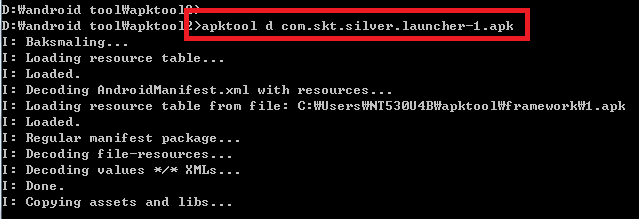 D:₩android tool₩apktool2>
D:₩android tool₩apktool2>apktool d com.skt.silver.launcher-1.apk
I: Baksmaling...
I: Loading resource table...
I: Loaded.
I: Decoding AndroidManifest.xml with resources...
I: Loading resource table from file: C:₩Users₩NT530U4B₩apktool₩framework₩1.apk
I: Loaded.
I: Regular manifest package...
I: Decoding file-resources...
I: Decoding values */* XMLs...
I: Done.
I: Copying assets and libs...